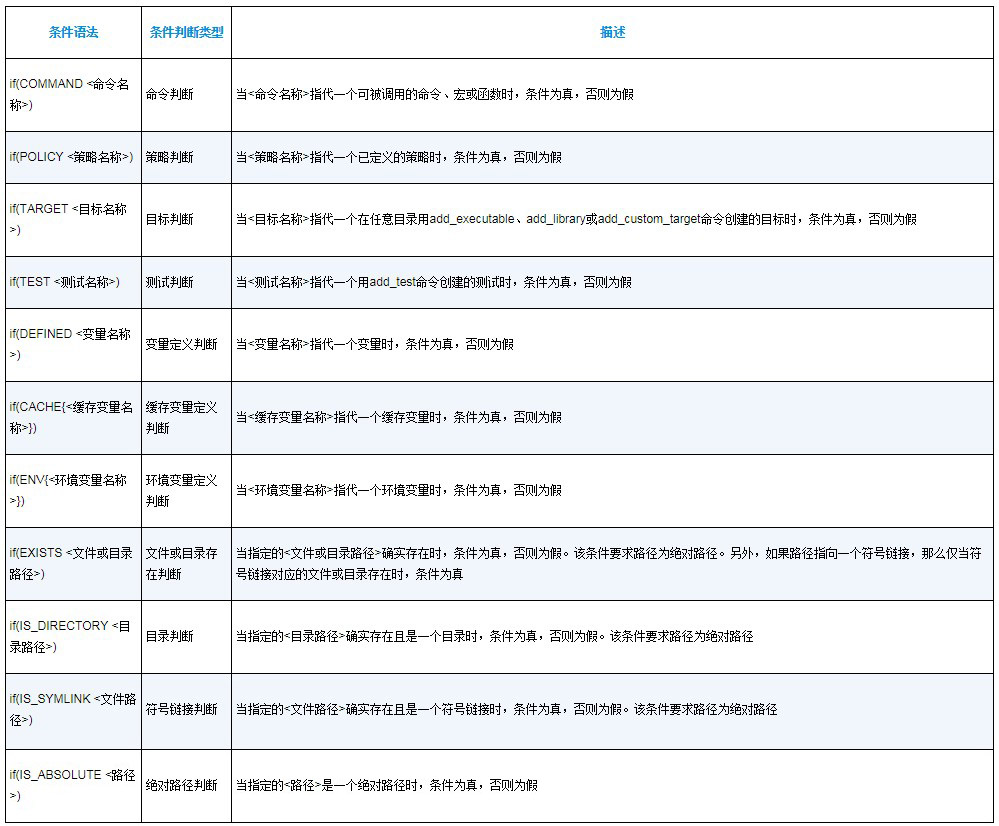 条件语法
条件判断类型
描述
if(COMMAND <命令名
称>)
命令判断
当<命令名称>指代一个可被调用的命令、宏或函数时，条件为真，否则为假
if(POLICY <策略名称>)
策略判断
当<策略名称>指代一个已定义的策略时，条件为真，否则为假
if(TARGET <目标名称
>)
目标判断
当<目标名称>指代一个在任意目录用add_executable、add_library或add_custom_target命令创建的目标时，条件为真，否则为假
if(TEST <测试名称>)
测试判断
当<测试名称>指代一个用add_test命令创建的测试时，条件为真，否则为假
if(DEFINED <变量名称
>)
变量定义判断
当<变量名称>指代一个变量时，条件为真，否则为假
if(CACHE{<缓存变量名
称>})
缓存变量定义
判断
当<缓存变量名称>指代一个缓存变量时，条件为真，否则为假
if(ENV{<环境变量名称
>})
环境变量定义
判断
当<环境变量名称>指代一个环境变量时，条件为真，否则为假
if(EXISTS <文件或目录
路径>)
文件或目录存
在判断
当指定的<文件或目录路径>确实存在时，条件为真，否则为假。该条件要求路径为绝对路径。另外，如果路径指向一个符号链接，那么仅当符
号链接对应的文件或目录存在时，条件为真
if(IS_DIRECTORY <目
录路径>)
目录判断
当指定的<目录路径>确实存在且是一个目录时，条件为真，否则为假。该条件要求路径为绝对路径
if(IS_SYMLINK <文件路
径>)
符号链接判断
当指定的<文件路径>确实存在且是一个符号链接时，条件为真，否则为假。该条件要求路径为绝对路径
if(IS_ABSOLUTE <路径
>)
绝对路径判断
当指定的<路径>是一个绝对路径时，条件为真，否则为假